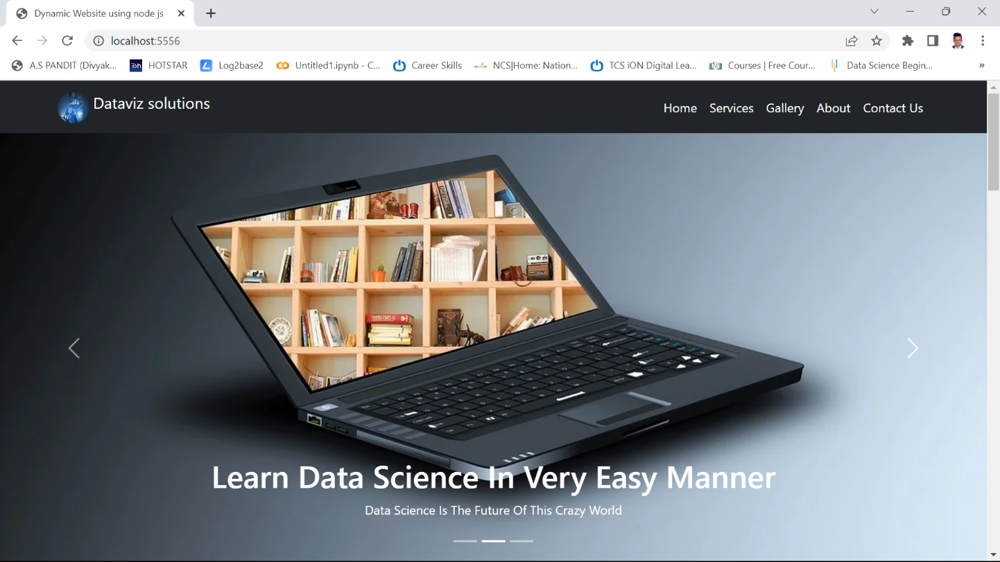 Dynamic Website using node js
localhost:5556
A.S PANDIT (Divyak...
HOTSTAR
Log2base2
Untitled1.ipynb - C...
Career Skills
NCS|Home: Nation...
TCS iON Digital Lea...
Courses | Free Cour...
Data Science Begin...
»
Dataviz solutions
Home
Services
Gallery
About
Contact Us
WEBSTER'S II
Learn Data Science In Very Easy Manner
Data Science Is The Future Of This Crazy World